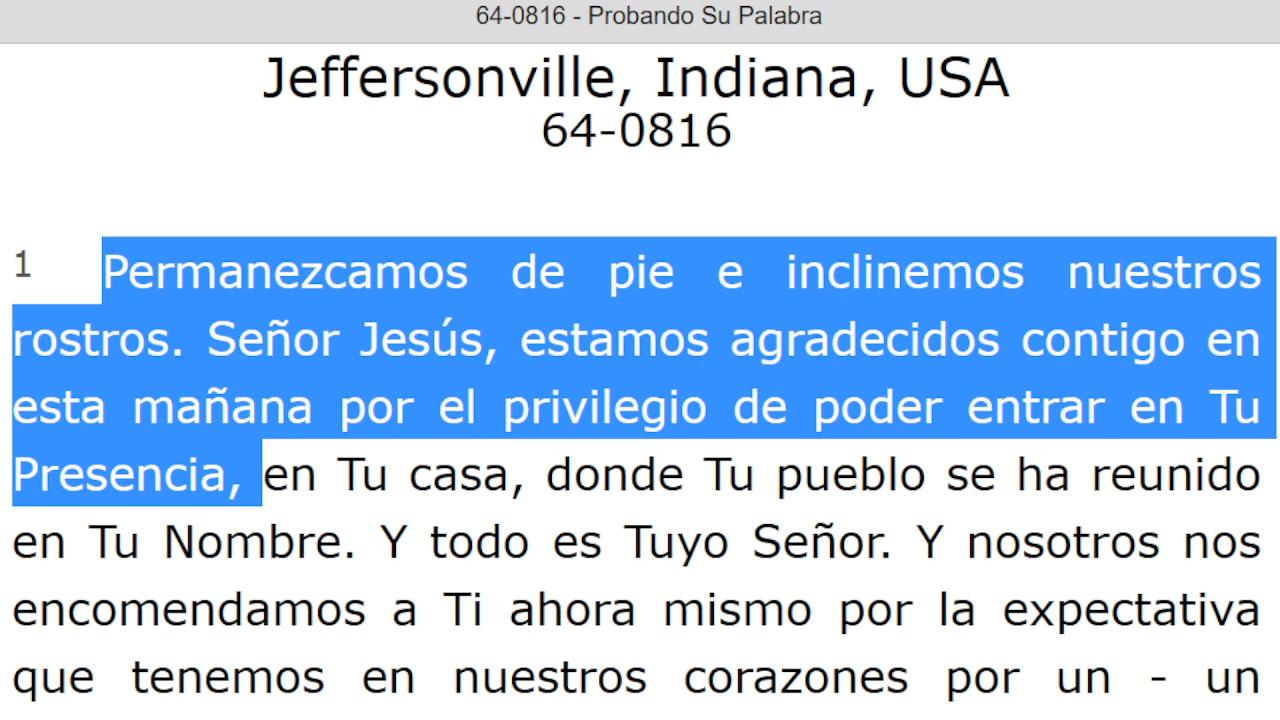 64-0816 - Probando Su Palabra
Jeffersonville, Indiana, USA
64-0816
1 Permanezcamos de pie e inclinemos nuestros
rostros. Señor Jesús, estamos agradecidos contigo en
esta mañana por el privilegio de poder entrar en Tu
Presencia, en Tu casa, donde Tu pueblo se ha reunido
en Tu Nombre. Y todo es Tuyo Señor. Y nosotros nos
encomendamos a Ti ahora mismo por la expectativa
que tenemos en nuestros corazones por un - un